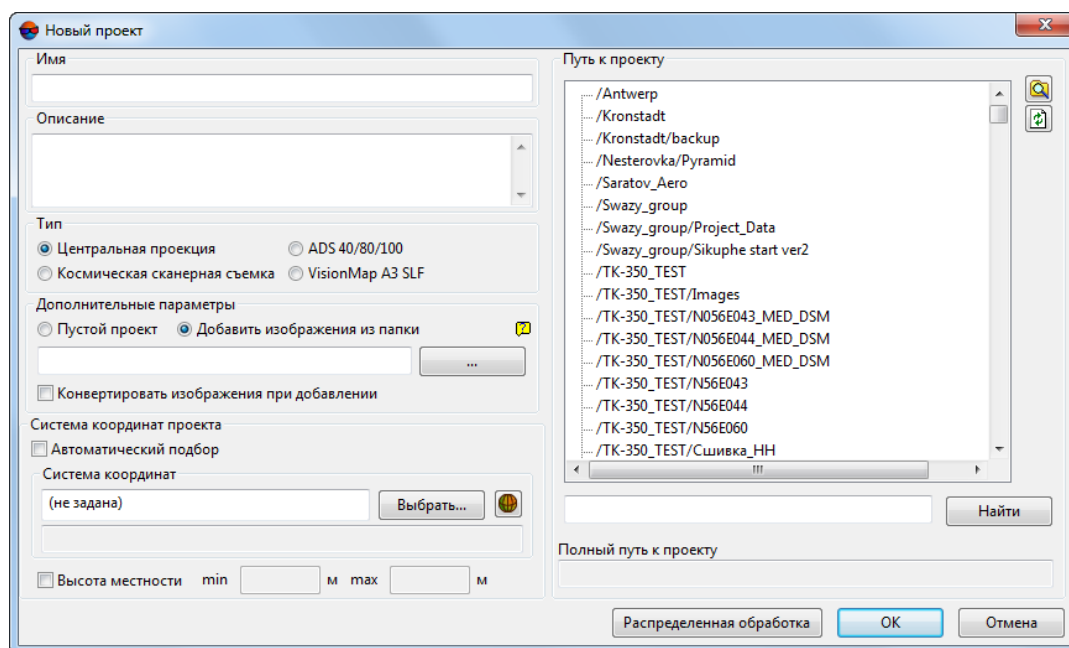 Новый проект
Имя
Описание
Тип
Центральная проекция
ADS 40/80/100
Космическая сканерная съемка
VisionMap A3 SLF
Дополнительные параметры
Пустой проект
Добавить изображения из папки
...
Конвертировать изображения при добавлении
Система координат проекта
Автоматический подбор
Система координат
(не задана)
Выбрать...
Высота местности min м max м
Путь к проекту
/Antwerp
/Kronstadt
/Kronstadt/backup
/Nesterovka/Pyramid
/Saratov_Aero
/Swazy_group
/Swazy_group/Project_Data
/Swazy_group/Sikuphe start ver2
/TK-350_TEST
/TK-350_TEST/Images
/TK-350_TEST/N056E043_MED_DSM
/TK-350_TEST/N056E044_MED_DSM
/TK-350_TEST/N056E060_MED_DSM
/TK-350_TEST/N56E043
/TK-350_TEST/N56E044
/TK-350_TEST/N56E060
/TK-350_TEST/Сшивка_НН
Найти
Полный путь к проекту
Распределенная обработка
OK
Отмена